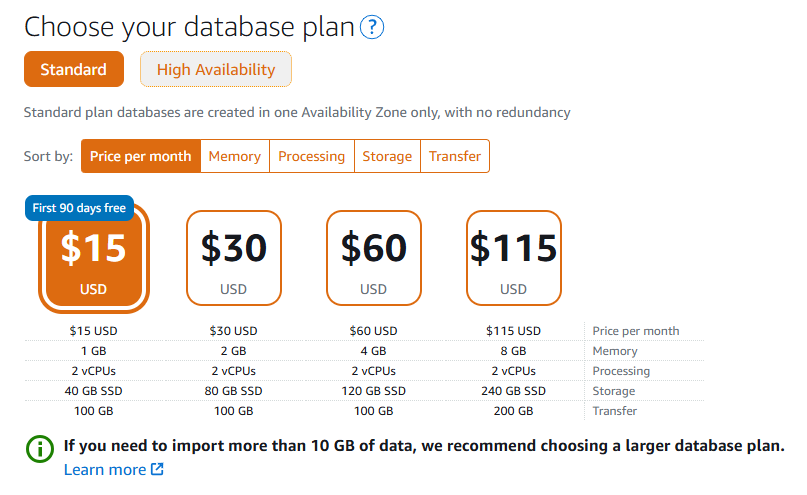 Choose your database plan ?
Standard High Availability
Standard plan databases are created in one Availability Zone only, with no redundancy
Sort by: Price per month Memory Processing Storage Transfer
First 90 days free
$15 $30 $60 $115
USD USD USD USD
$15 USD $30 USD $60 USD $115 USD Price per month
1 GB 2 GB 4 GB 8 GB Memory
2 vCPUs 2 vCPUs 2 vCPUs 2 vCPUs Processing
40 GB SSD 80 GB SSD 120 GB SSD 240 GB SSD Storage
100 GB 100 GB 100 GB 200 GB Transfer
If you need to import more than 10 GB of data, we recommend choosing a larger database plan.
Learn more